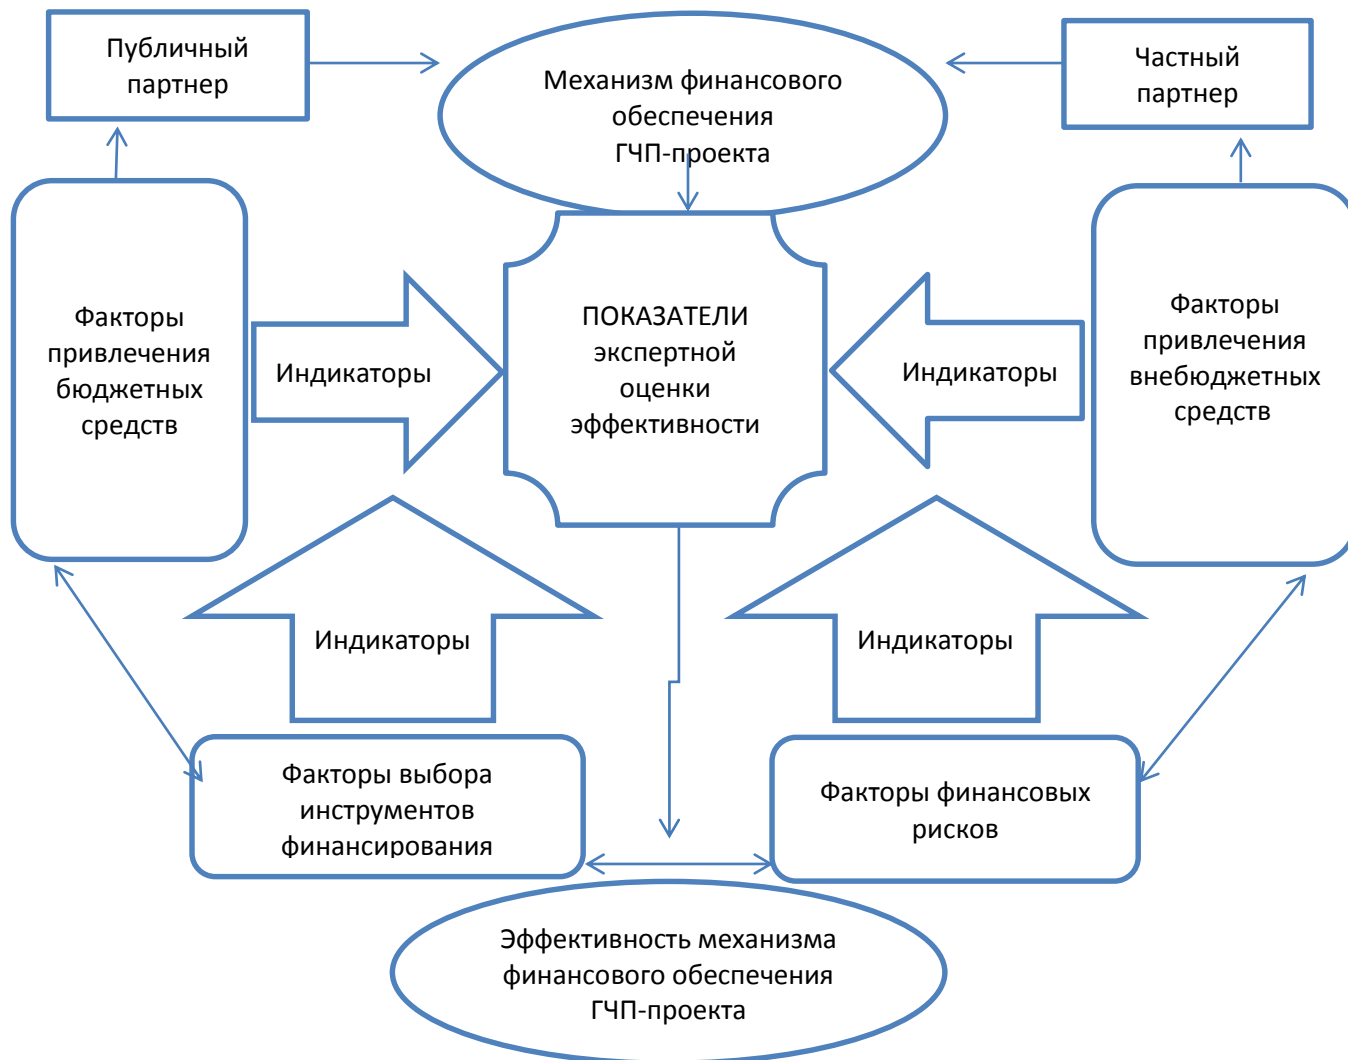 Публичный
партнер
Механизм финансового
обеспечения
ГЧП-проекта
Частный
партнер
Факторы
привлечения
бюджетных
средств
Индикаторы
ПОКАЗАТЕЛИ
экспертной
оценки
эффективности
Индикаторы
Факторы
привлечения
внебюджетных
средств
Индикаторы
Индикаторы
Факторы выбора
инструментов
финансирования
Факторы финансовых
рисков
Эффективность механизма
финансового обеспечения
ГЧП-проекта